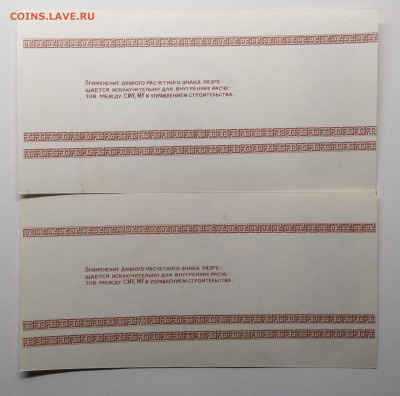 COINS.LAVE.RU
Применение данного расчетного знака разре-
шается исключительно для внутренних расче-
тов между СМУ, МУ и управлением строительства.
Применение данного расчетного знака разре-
шается исключительно для внутренних расче-
тов между СМУ, МУ и управлением строительства.